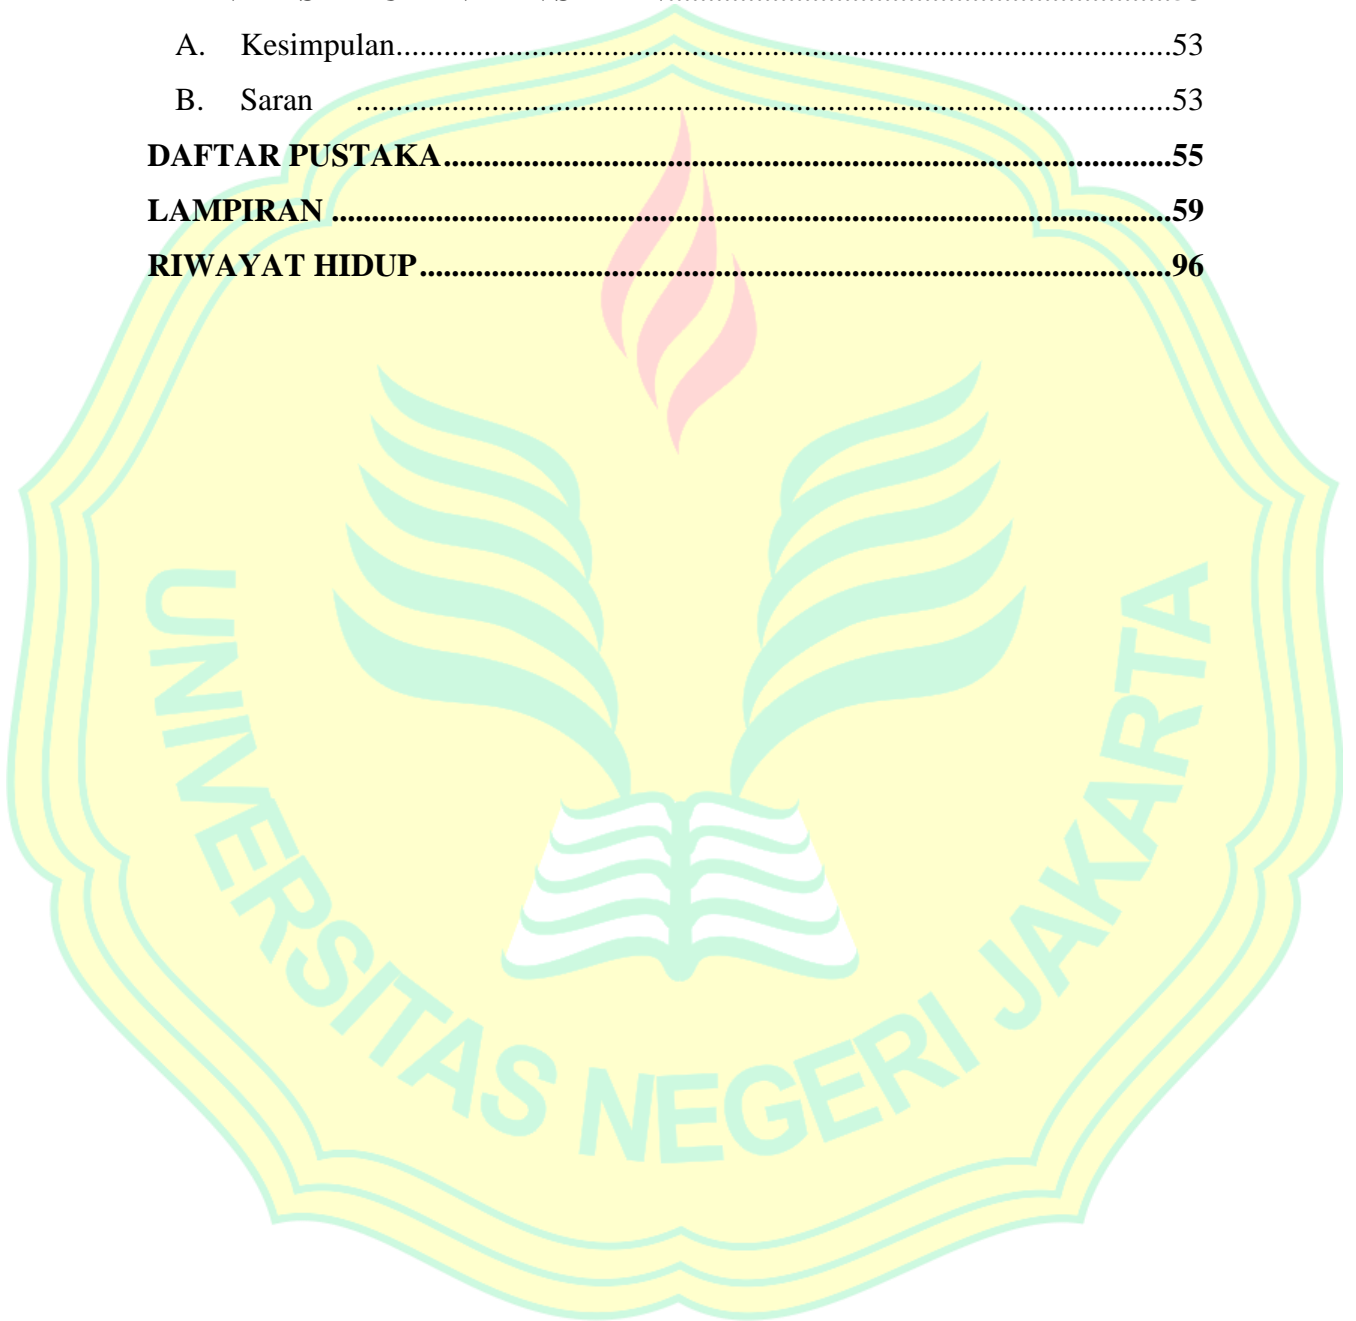 A. Kesimpulan.................................................................................................53
B. Saran ......................................................................................................53
DAFTAR PUSTAKA...........................................................................................55
LAMPIRAN .........................................................................................................59
RIWAYAT HIDUP..............................................................................................96
UNIVERSITAS NEGERI JAKARTA